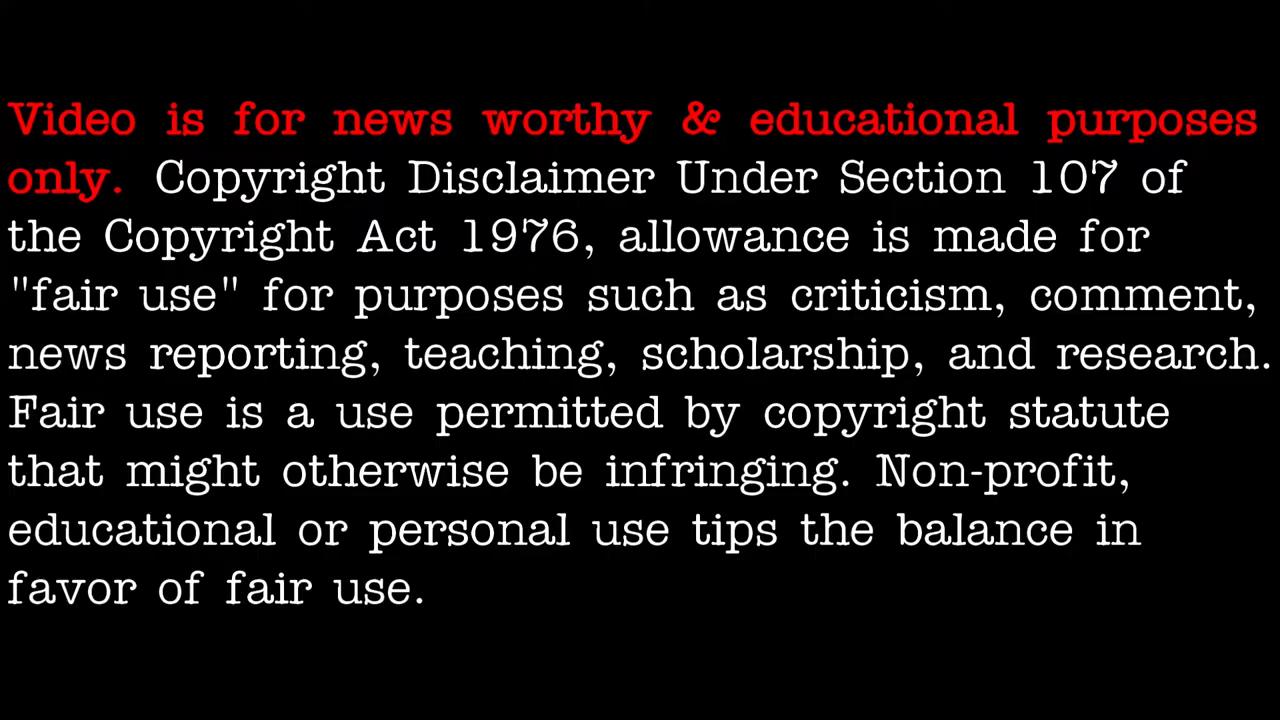 Video is for news worthy & educational purposes
only. Copyright Disclaimer Under Section 107 of
the Copyright Act 1976, allowance is made for
"fair use" for purposes such as criticism, comment,
news reporting, teaching, scholarship, and research.
Fair use is a use permitted by copyright statute
that might otherwise be infringing. Non-profit,
educational or personal use tips the balance in
favor of fair use.